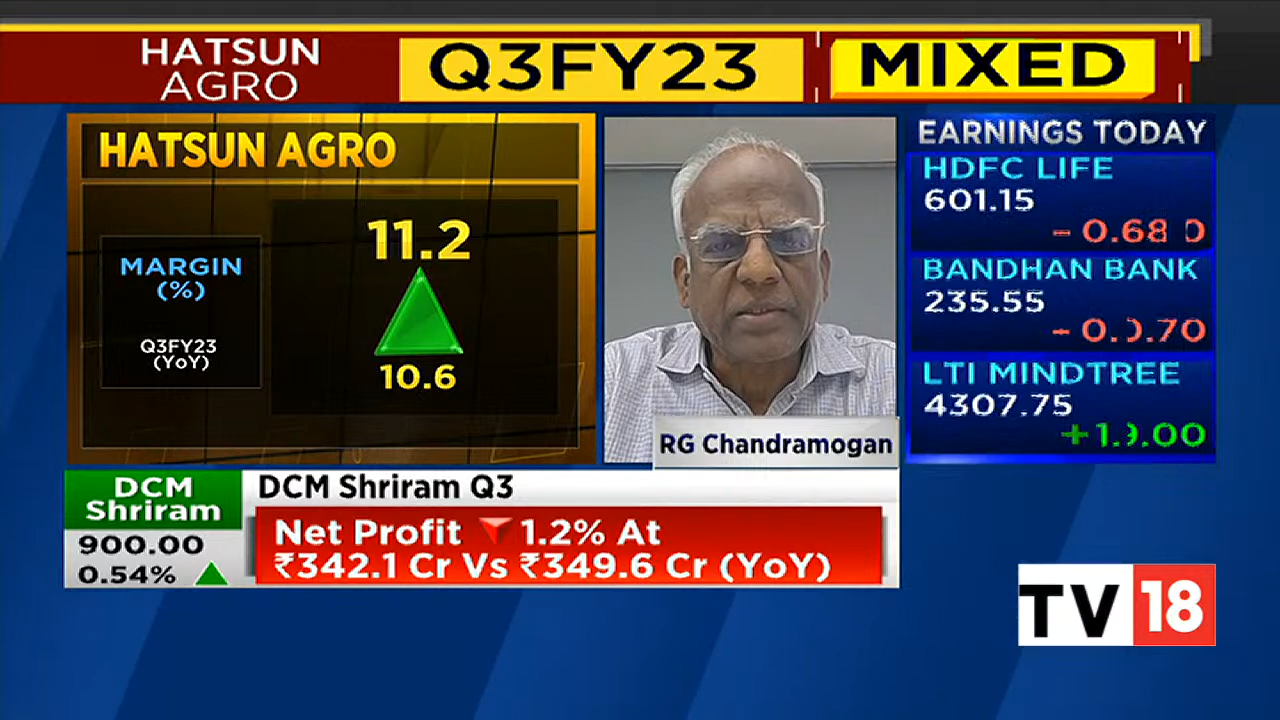 HATSUN
AGRO
Q3FY23
MIXED
HATSUN AGRO
MARGIN
(%)
Q3FY23
(YoY)
11.2
10.6
RG Chandramogan
EARNINGS TODAY
HDFC LIFE
601.15
BANDHAN BANK
235.55
LTI MINDTREE
4307.75
DCM
Shriram
900.00
0.54%
DCM Shriram Q3
Net Profit 1.2% At
₹342.1 Cr Vs ₹349.6 Cr (YoY)
TV18